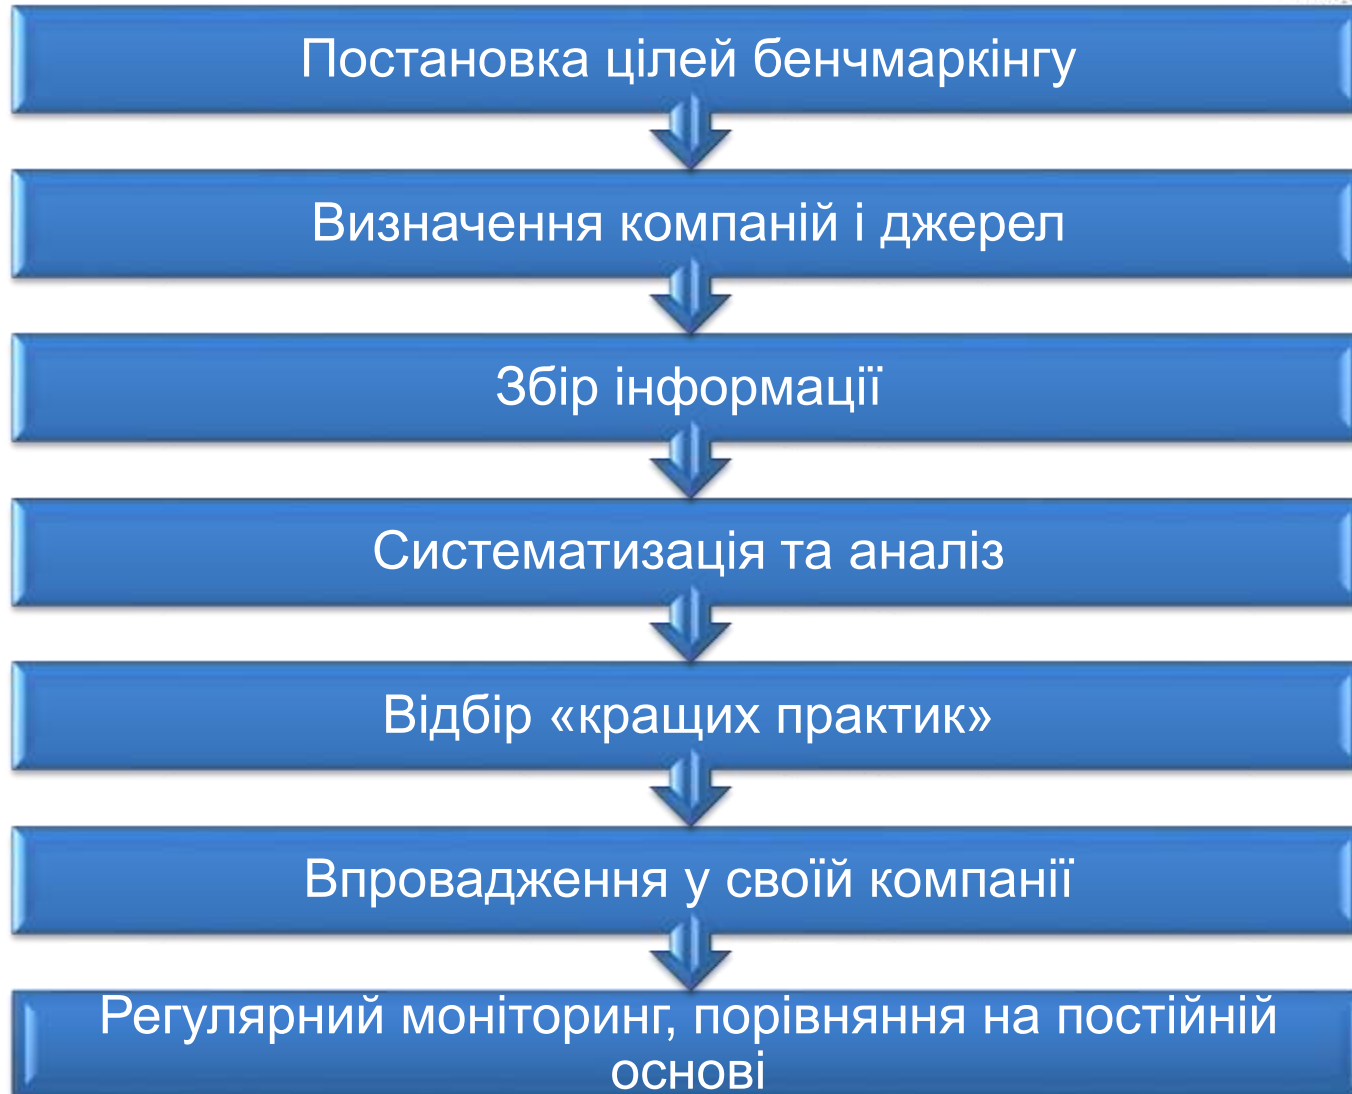 Постановка цілей бенчмаркінгу
Визначення компаній і джерел
Збір інформації
Систематизація та аналіз
Відбір «кращих практик»
Впровадження у своїй компанії
Регулярний моніторинг, порівняння на постійній
основі